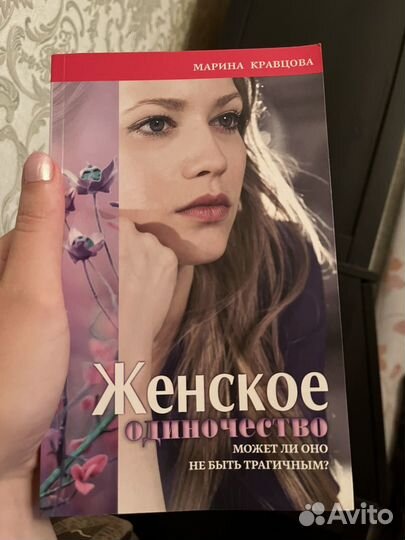 МАРИНА КРАВЦОВА
Женское
одиночество
МОЖЕТ ЛИ ОНО
НЕ БЫТЬ ТРАГИЧНЫМ?
Avito